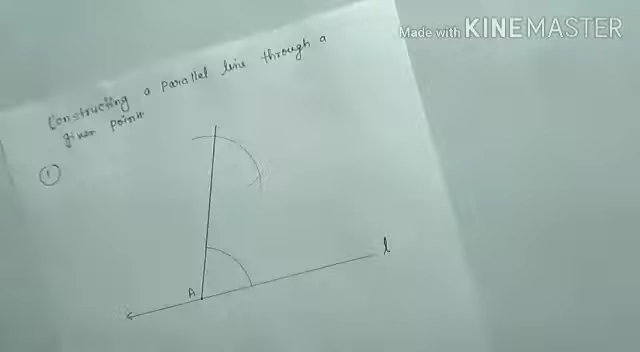 Made with KINEMASTER
Constructing a parallel line through a
given point
①
l
A